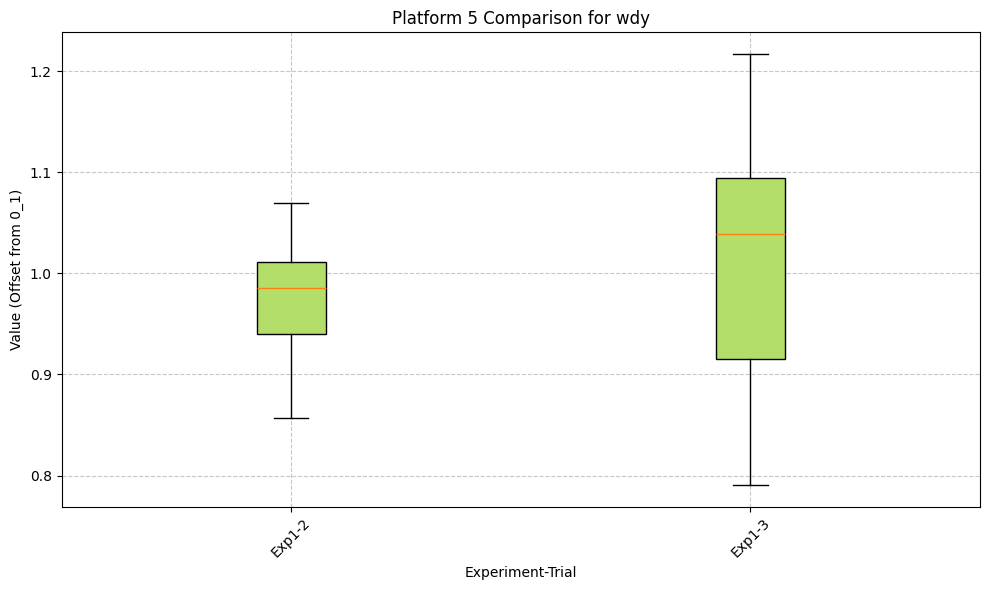 Platform 5 Comparison for wdy
Value (Offset from 0_1)
1.2
1.1
1.0
0.9
0.8
Exp1-2
Exp1-3
Experiment-Trial